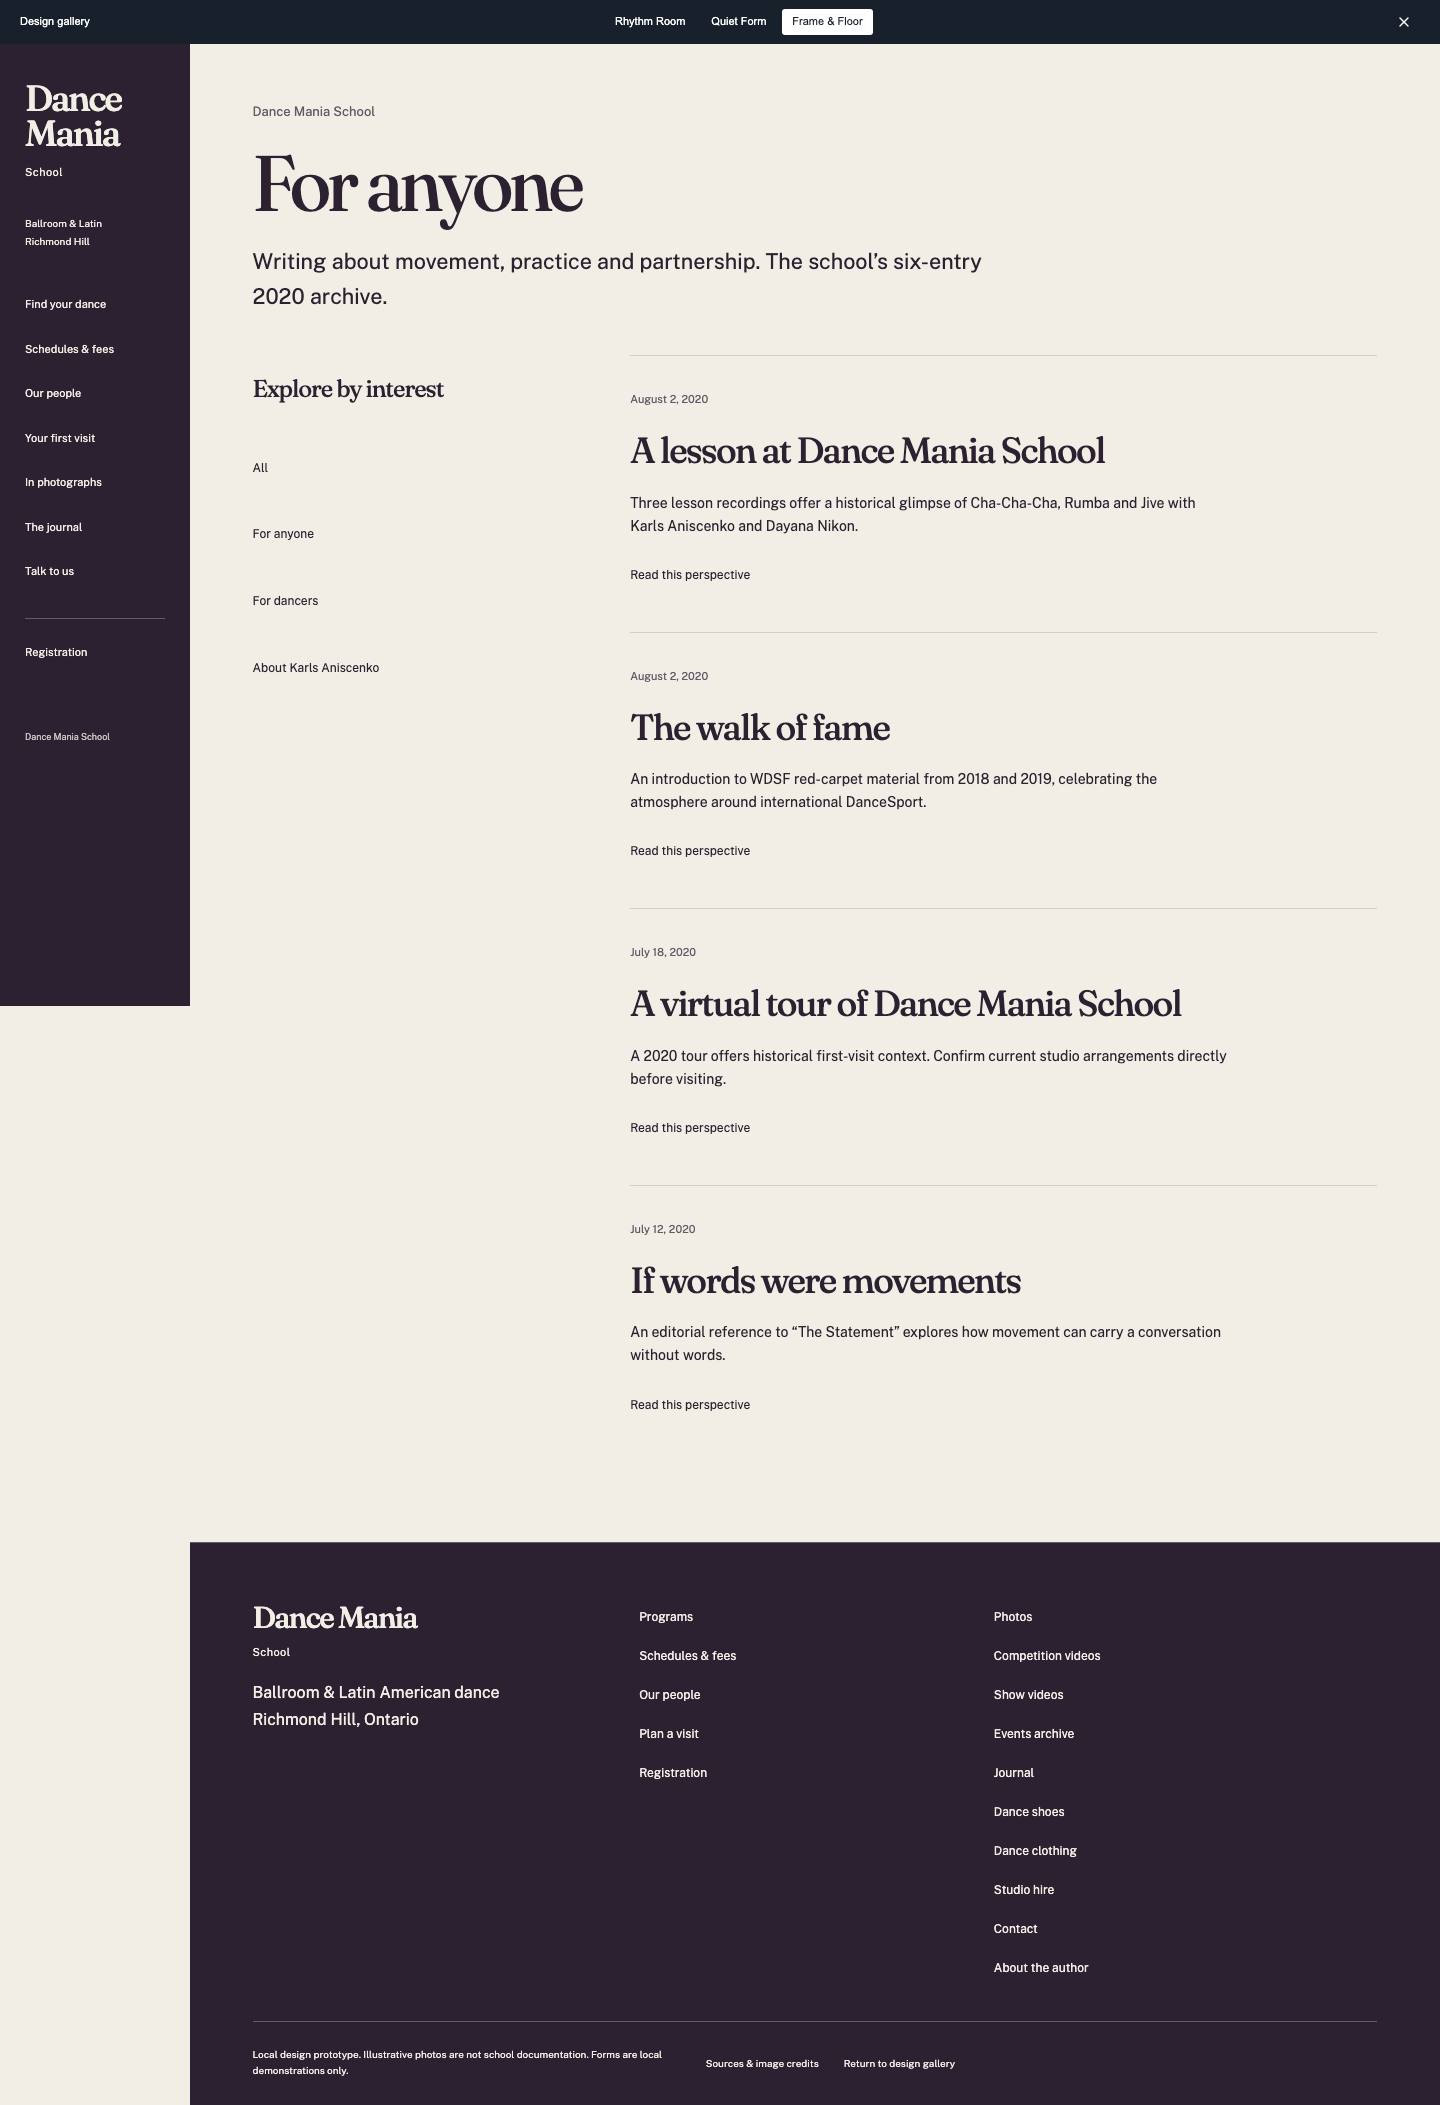 Design gallery
Rhythm Room
Quiet Form
Frame & Floor
Dance
Mania
School
Ballroom & Latin
Richmond Hill
Find your dance
Schedules & fees
Our people
Your first visit
In photographs
The journal
Talk to us
Registration
Dance Mania School
Dance Mania School
For anyone
Writing about movement, practice and partnership. The school’s six-entry
2020 archive.
Explore by interest
All
For anyone
For dancers
About Karls Aniscenko
August 2, 2020
A lesson at Dance Mania School
Three lesson recordings offer a historical glimpse of Cha-Cha-Cha, Rumba and Jive with
Karls Aniscenko and Dayana Nikon.
Read this perspective
August 2, 2020
The walk of fame
An introduction to WDSF red-carpet material from 2018 and 2019, celebrating the
atmosphere around international DanceSport.
Read this perspective
July 18, 2020
A virtual tour of Dance Mania School
A 2020 tour offers historical first-visit context. Confirm current studio arrangements directly
before visiting.
Read this perspective
July 12, 2020
If words were movements
An editorial reference to “The Statement” explores how movement can carry a conversation
without words.
Read this perspective
Dance Mania
School
Ballroom & Latin American dance
Richmond Hill, Ontario
Programs
Schedules & fees
Our people
Plan a visit
Registration
Photos
Competition videos
Show videos
Events archive
Journal
Dance shoes
Dance clothing
Studio hire
Contact
About the author
Local design prototype. Illustrative photos are not school documentation. Forms are local
demonstrations only.
Sources & image credits
Return to design gallery